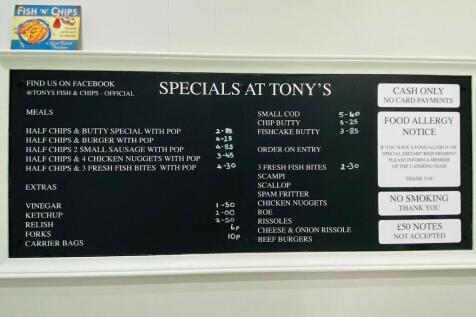 FISH 'N' CHIPS
FIND US ON FACEBOOK
@TONYS FISH & CHIPS - OFFICIAL
SPECIALS AT TONY'S
MEALS
HALF CHIPS & BUTTY SPECIAL WITH POP 2-85
HALF CHIPS & BURGER WITH POP 4-25
HALF CHIPS 2 SMALL SAUSAGE WITH POP 4-85
HALF CHIPS & 4 CHICKEN NUGGETS WITH POP 3-45
HALF CHIPS & 3 FRESH FISH BITES WITH POP 4-30
EXTRAS
VINEGAR 1-50
KETCHUP 2-00
RELISH 2-50
FORKS 6p
CARRIER BAGS 10p
SMALL COD 5-60
CHIP BUTTY 3-25
FISHCAKE BUTTY 3-85
ORDER ON ENTRY
3 FRESH FISH BITES 2-30
SCAMPI
SCALLOP
SPAM FRITTER
CHICKEN NUGGETS
ROE
RISSOLES
CHEESE & ONION RISSOLE
BEEF BURGERS
CASH ONLY
NO CARD PAYMENTS
FOOD ALLERGY
NOTICE
IF YOU HAVE A FOOD ALLERGY OR
SPECIAL DIETARY REQUIREMENT
PLEASE INFORM A MEMBER
OF THE CATERING TEAM
THANK YOU
NO SMOKING
THANK YOU
£50 NOTES
NOT ACCEPTED